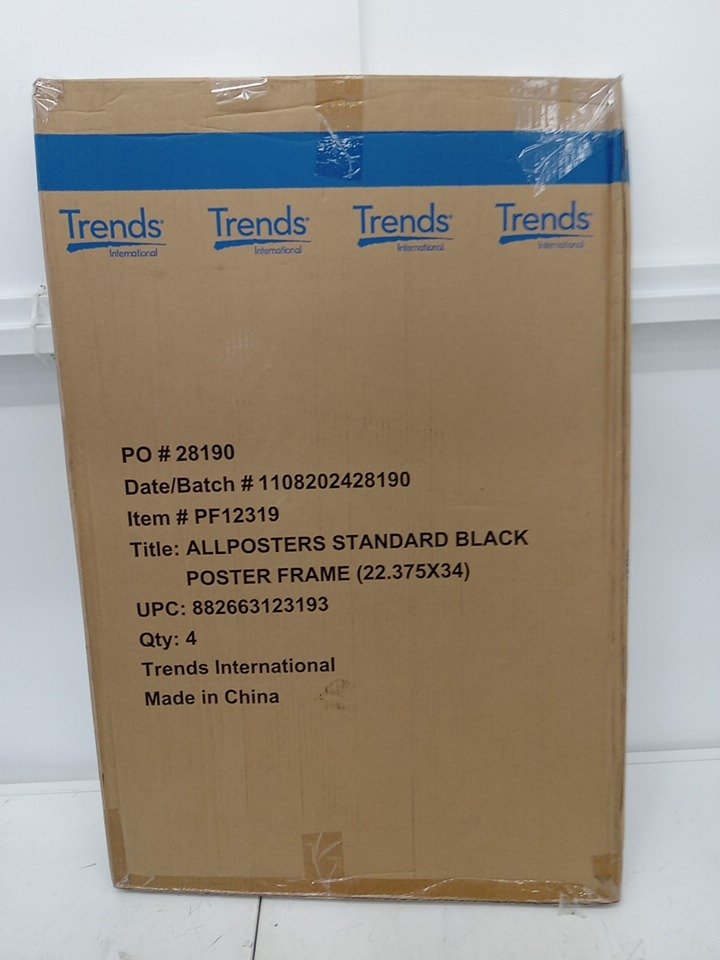 Trends® Trends® Trends® Trends®
International International International International
PO # 28190
Date/Batch # 1108202428190
Item # PF12319
Title: ALLPOSTERS STANDARD BLACK
POSTER FRAME (22.375X34)
UPC: 882663123193
Qty: 4
Trends International
Made in China